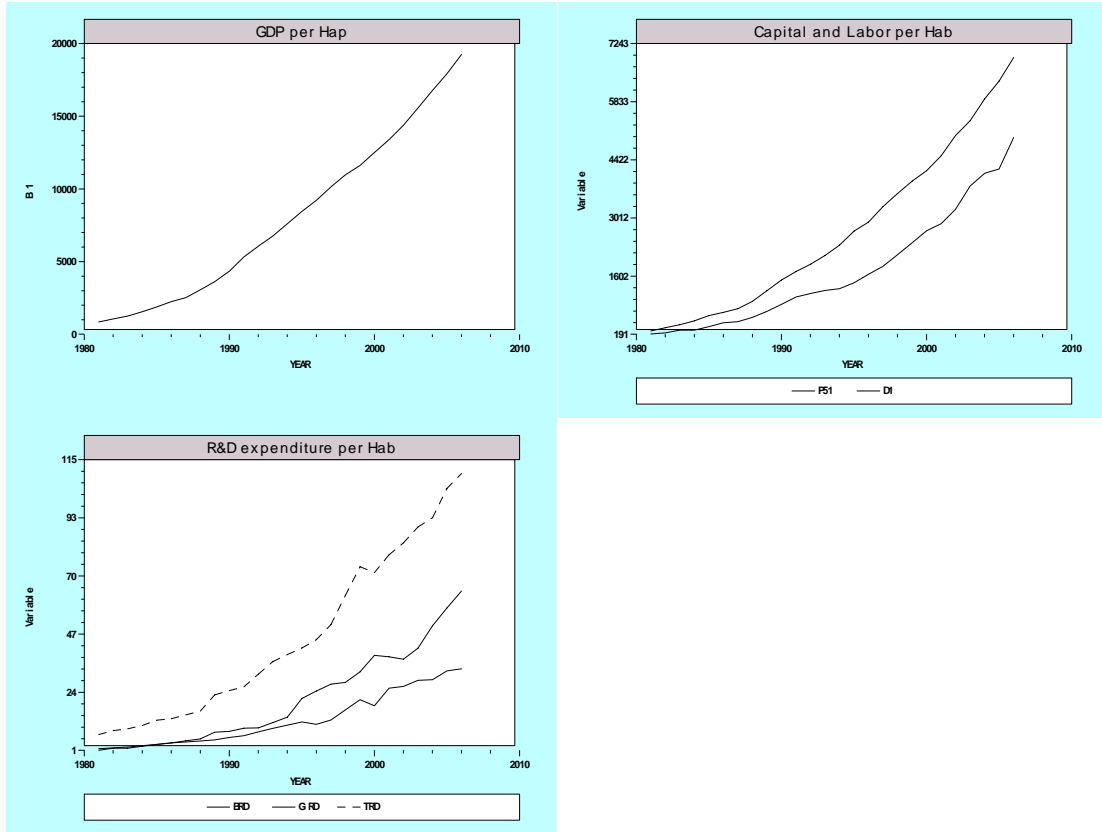 GDP per Hap
20000
15000
10000
5000
0
B1
1980 1990 2000 2010
YEAR
Capital and Labor per Hab
7243
5833
4422
3012
1602
191
Variable
1980 1990 2000 2010
YEAR
P51 D1
R&D expenditure per Hab
115
93
70
47
24
1
Variable
1980 1990 2000 2010
YEAR
BRD GRD TRD